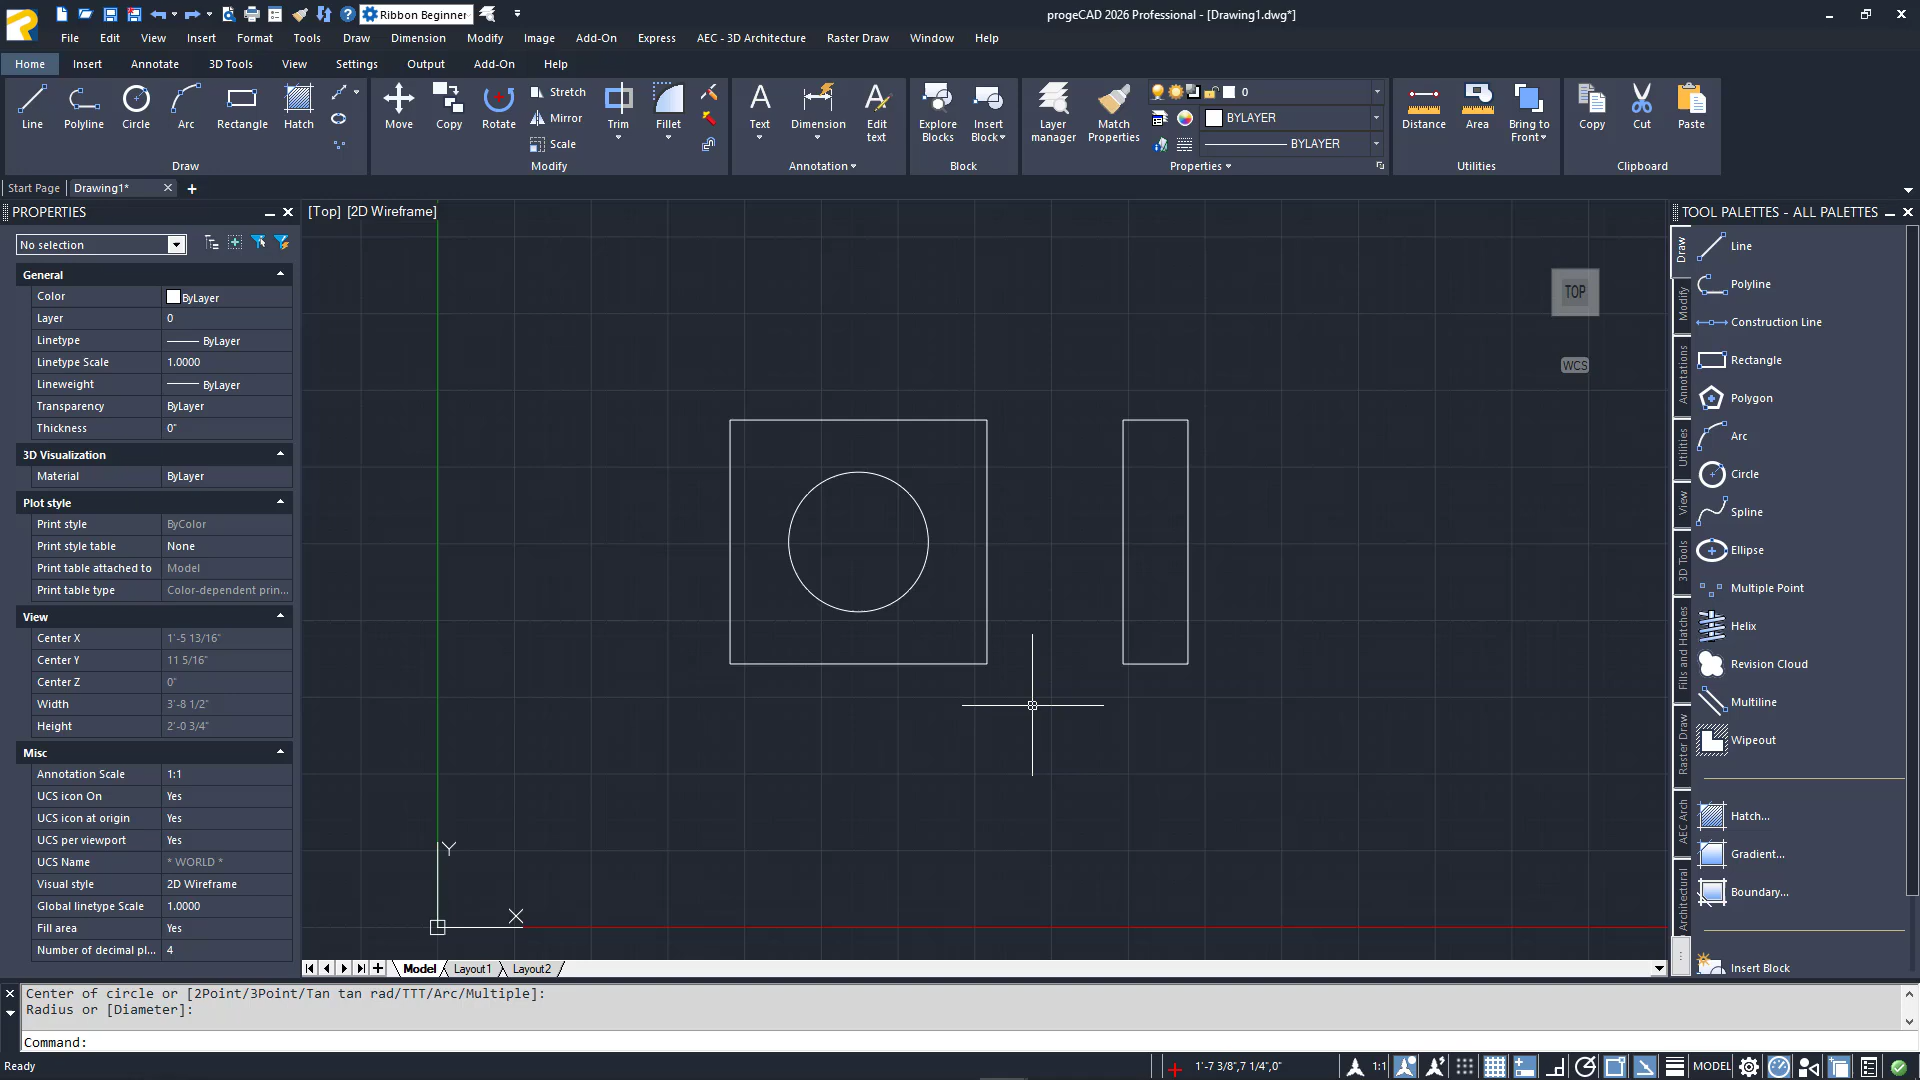 Ribbon Beginner
progeCAD 2026 Professional - [Drawing1.dwg*]
File Edit View Insert Format Tools Draw Dimension Modify Image Add-On Express AEC - 3D Architecture Raster Draw Window Help
Home Insert Annotate 3D Tools View Settings Output Add-On Help
Line Polyline Circle Arc Rectangle Hatch
Draw
Move Copy Rotate Stretch Mirror Scale Trim Fillet
Modify
Text Dimension Edit text
Annotation
Explore Blocks Insert Block
Block
Layer manager Match Properties 0 BYLAYER BYLAYER
Properties
Distance Area Bring to Front
Utilities
Copy Cut Paste
Clipboard
Start Page Drawing1*
PROPERTIES
No selection
General
Color ByLayer
Layer 0
Linetype ByLayer
Linetype Scale 1.0000
Lineweight ByLayer
Transparency ByLayer
Thickness 0"
3D Visualization
Material ByLayer
Plot style
Print style ByColor
Print style table None
Print table attached to Model
Print table type Color-dependent prin...
View
Center X 1'-5 13/16"
Center Y 11 5/16"
Center Z 0"
Width 3'-8 1/2"
Height 2'-0 3/4"
Misc
Annotation Scale 1:1
UCS icon On Yes
UCS icon at origin Yes
UCS per viewport Yes
UCS Name * WORLD *
Visual style 2D Wireframe
Global linetype Scale 1.0000
Fill area Yes
Number of decimal pl... 4
[Top] [2D Wireframe]
TOP
WCS
Y
X
Model Layout1 Layout2
TOOL PALETTES - ALL PALETTES
Draw
Modify
Annotations
Utilities
View
3D Tools
Fills and Hatches
Raster Draw
AEC Arch
Architectural
Line
Polyline
Construction Line
Rectangle
Polygon
Arc
Circle
Spline
Ellipse
Multiple Point
Helix
Revision Cloud
Multiline
Wipeout
Hatch...
Gradient...
Boundary...
Insert Block
Center of circle or [2Point/3Point/Tan tan rad/TTT/Arc/Multiple]:
Radius or [Diameter]:
Command:
Ready
1'-7 3/8",7 1/4",0" 1:1 MODEL